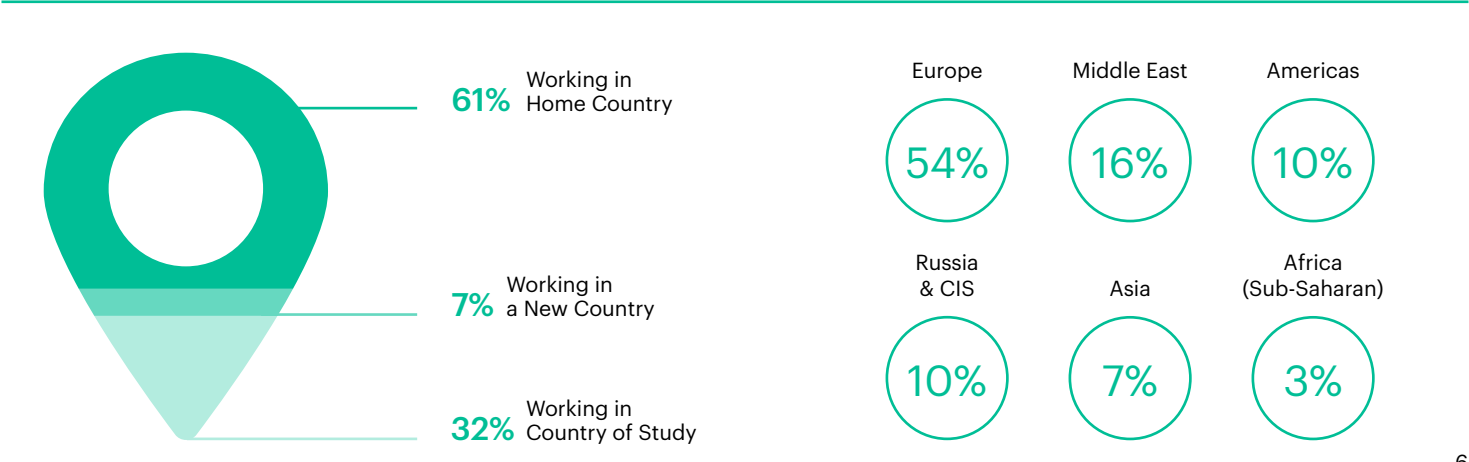 Working in
61% Home Country
Working in
7% a New Country
Working in
32% Country of Study
Europe
Middle East
Americas
54%
16%
10%
Russia
& CIS
Asia
Africa
(Sub-Saharan)
10%
7%
3%